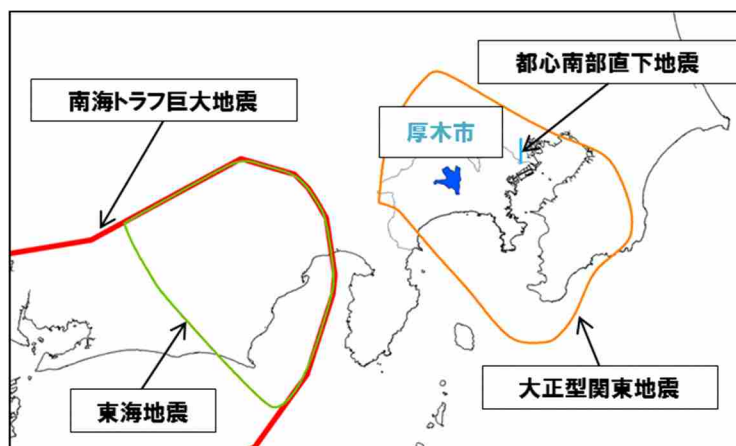 都心南部直下地震
南海トラフ巨大地震
厚木市
大正型関東地震
東海地震